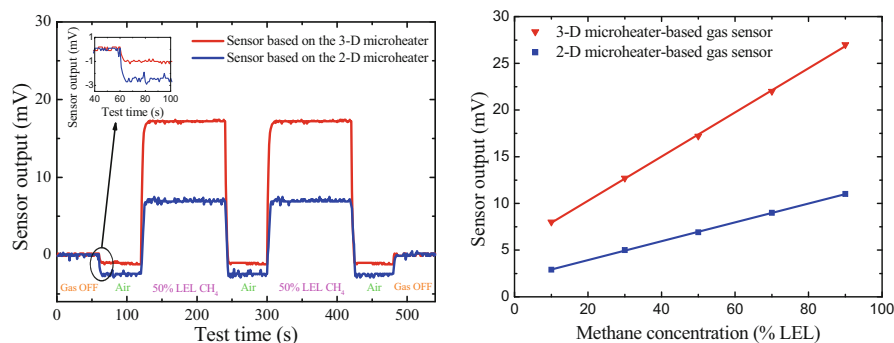 Sensor based on the 3-D microheater
Sensor based on the 2-D microheater
Sensor output (mV)
1
-1
-3
40 60 80 100
Test time (s)
Sensor output (mV)
30
20
10
0
Gas OFF Air 50% LEL CH4 Air 50% LEL CH4 Air Gas OFF
0 100 200 300 400 500
Test time (s)
3-D microheater-based gas sensor
2-D microheater-based gas sensor
Sensor output (mV)
30
25
20
15
10
5
0
0 20 40 60 80 100
Methane concentration (% LEL)